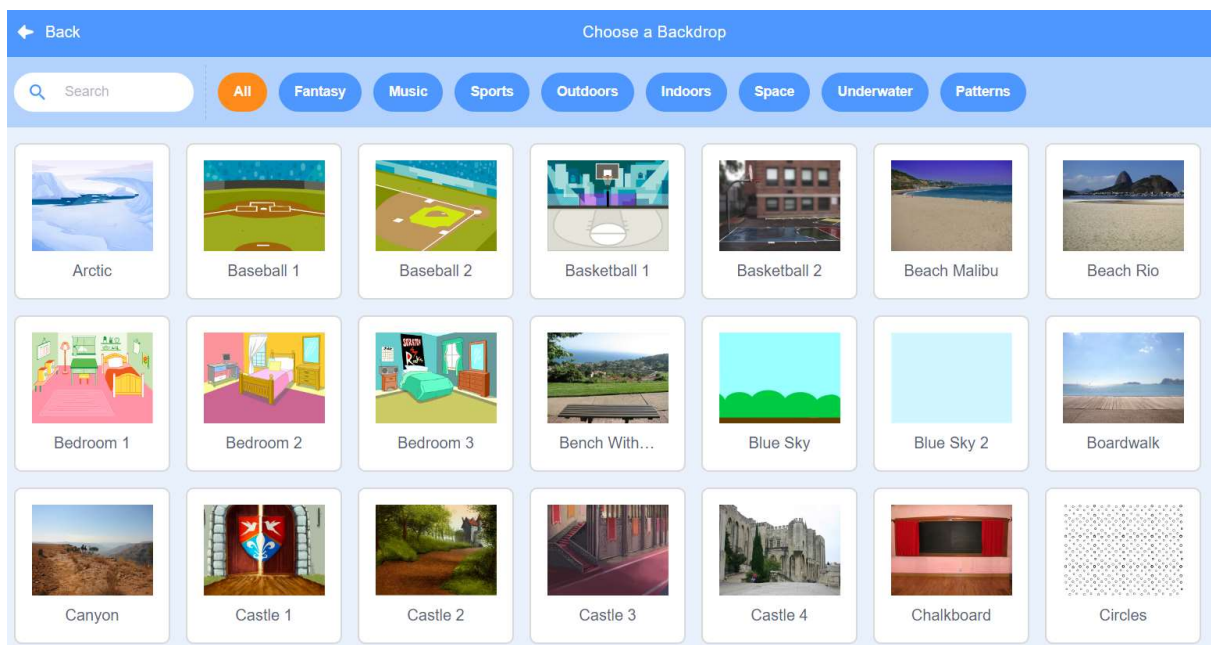 Back
Choose a Backdrop
Search
All
Fantasy
Music
Sports
Outdoors
Indoors
Space
Underwater
Patterns
Arctic
Baseball 1
Baseball 2
Basketball 1
Basketball 2
Beach Malibu
Beach Rio
SCRATCH
Bedroom 1
Bedroom 2
Bedroom 3
Bench With...
Blue Sky
Blue Sky 2
Boardwalk
Canyon
Castle 1
Castle 2
Castle 3
Castle 4
Chalkboard
Circles